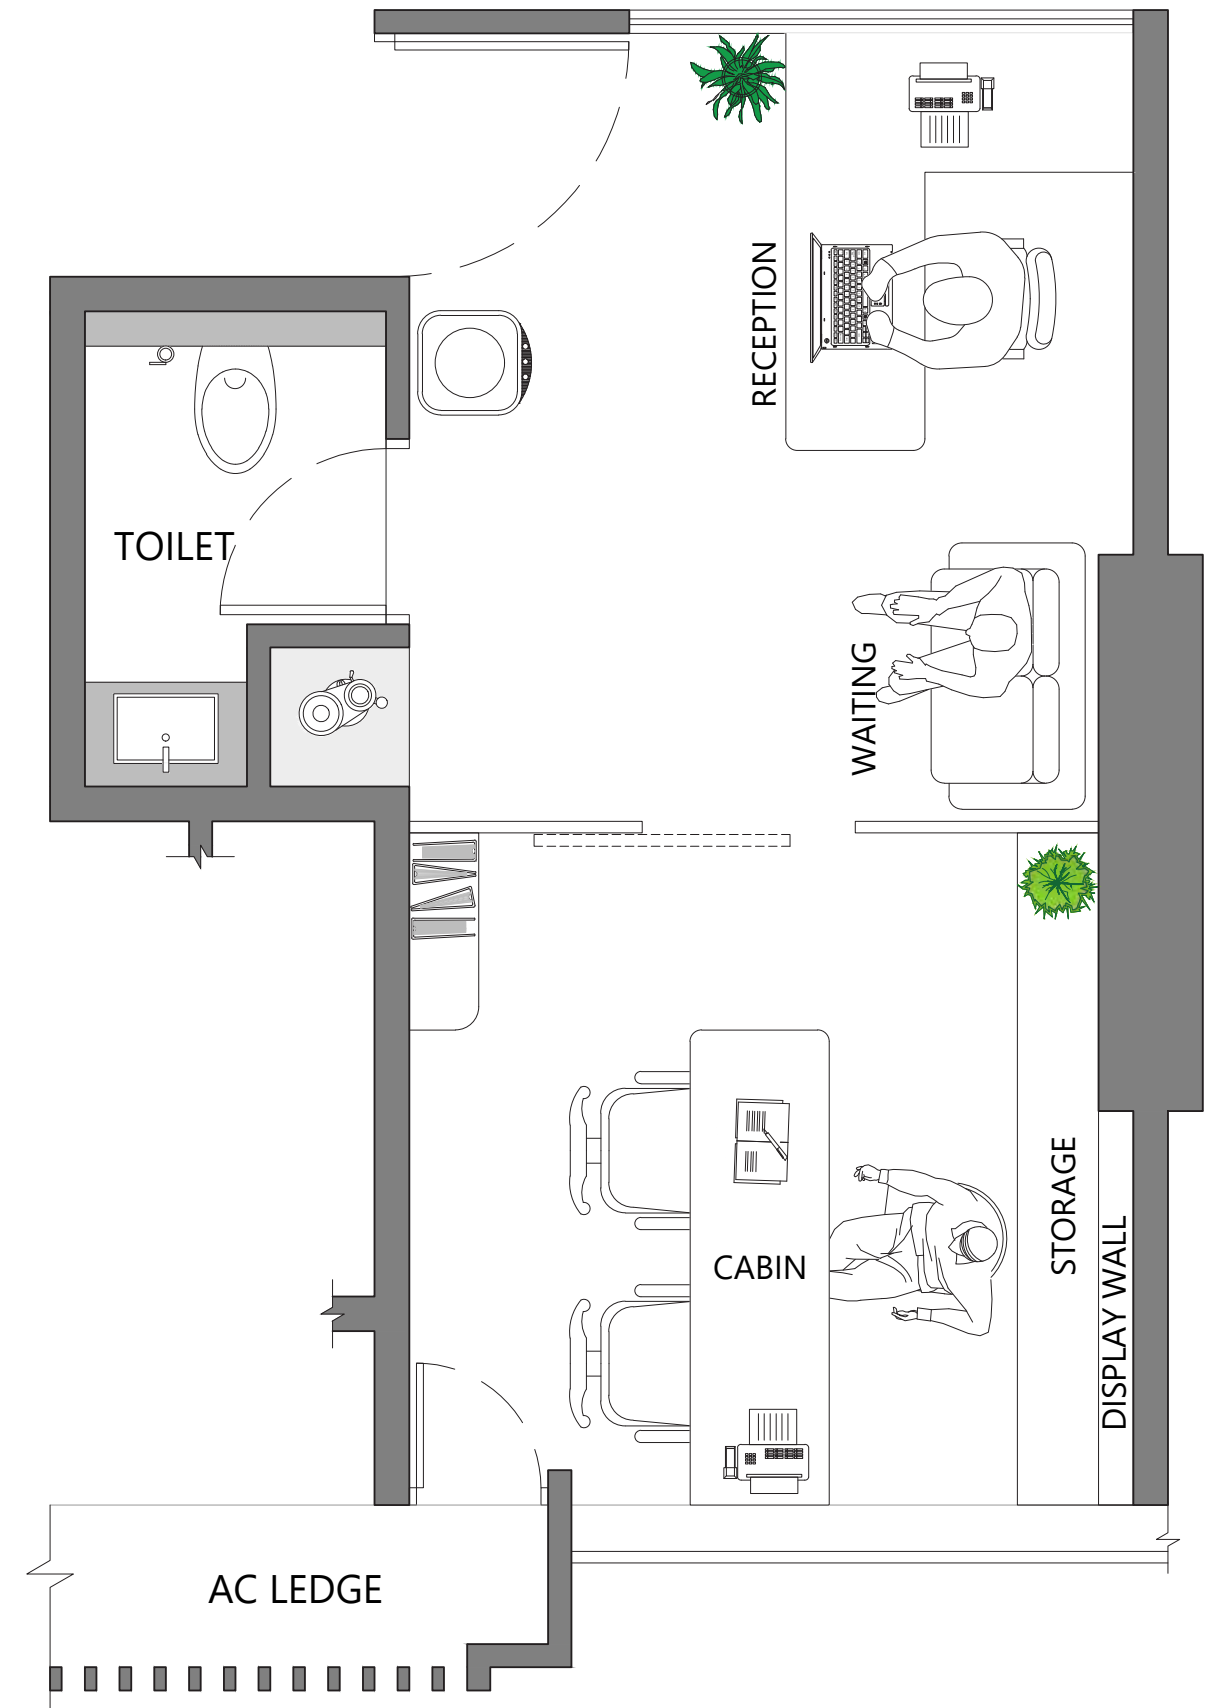 RECEPTION
TOILET
WAITING
STORAGE
CABIN
DISPLAY WALL
AC LEDGE